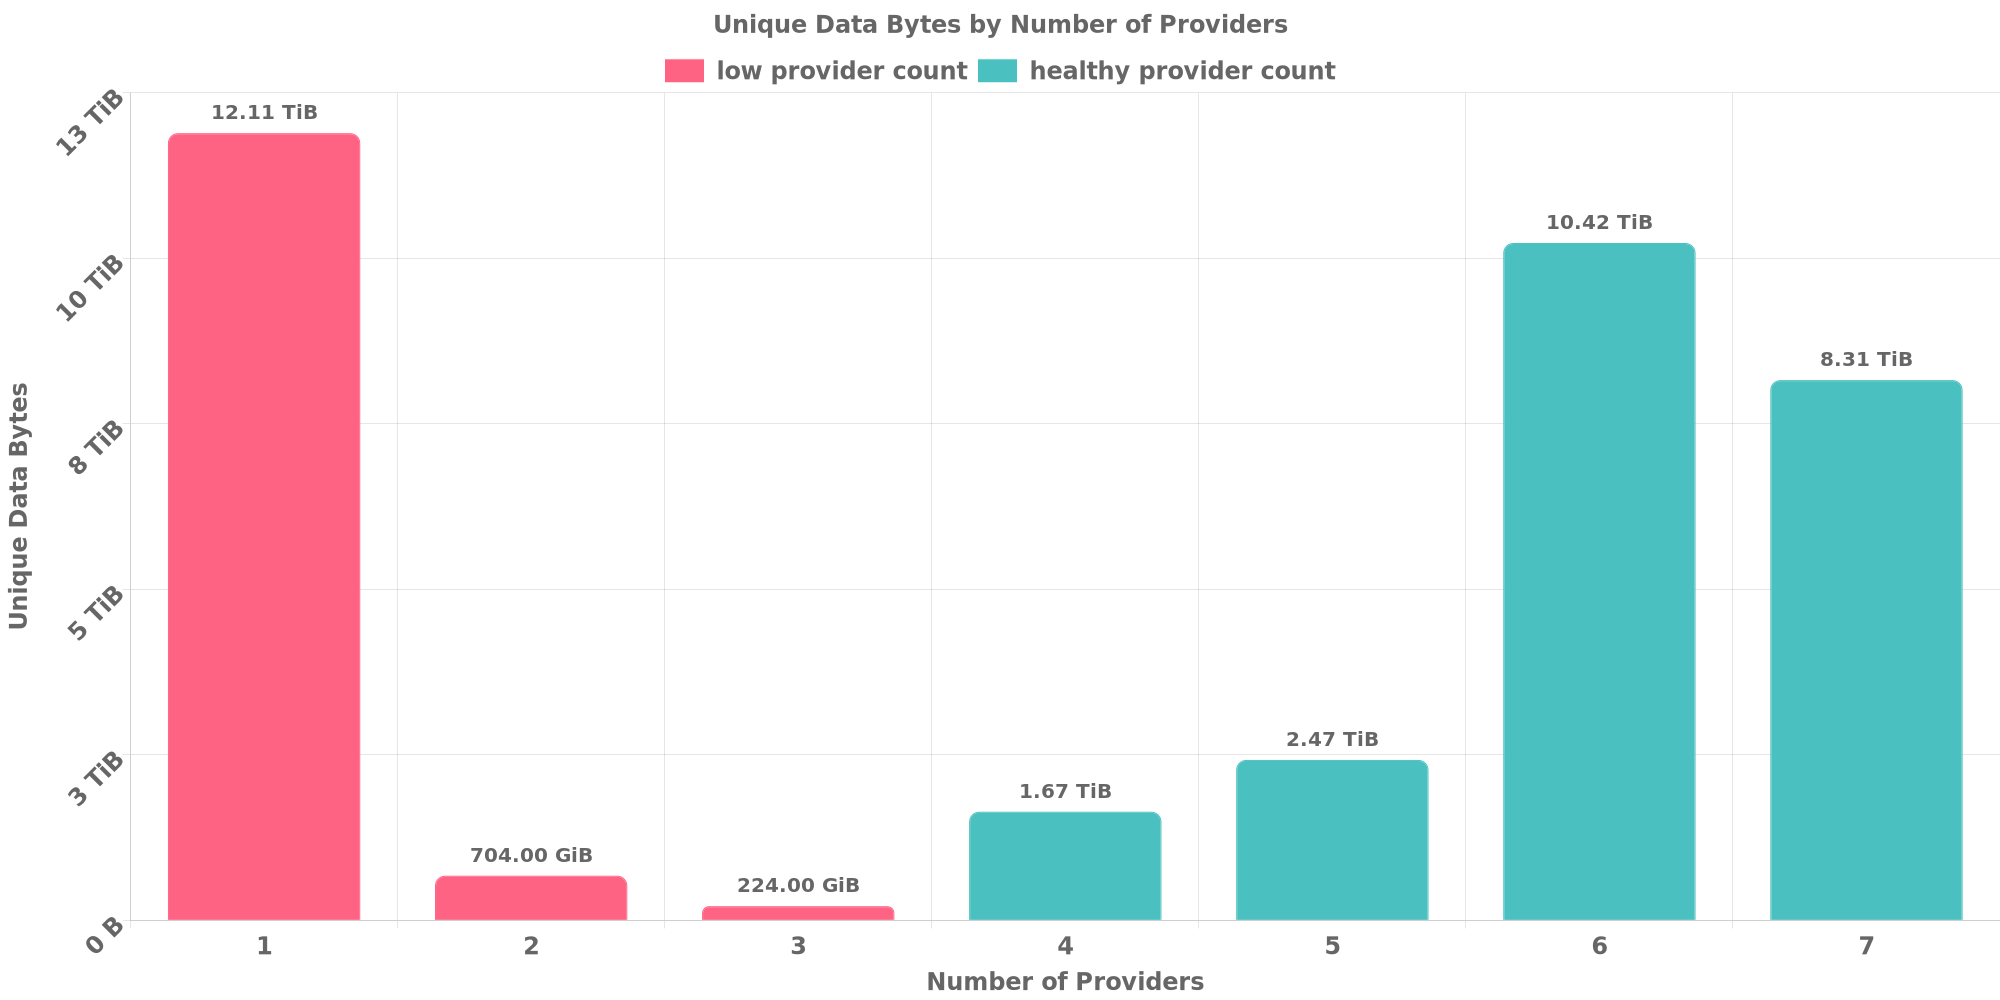 Unique Data Bytes by Number of Providers
low provider count healthy provider count
13 TiB
10 TiB
8 TiB
5 TiB
3 TiB
0 B
Unique Data Bytes
12.11 TiB
704.00 GiB
224.00 GiB
1.67 TiB
2.47 TiB
10.42 TiB
8.31 TiB
1 2 3 4 5 6 7
Number of Providers